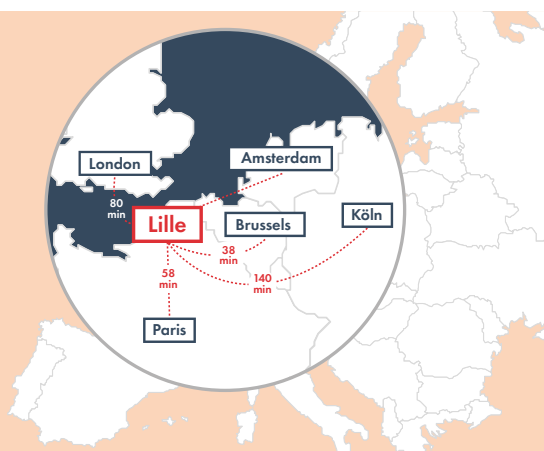 London
Amsterdam
80
min
Lille
Brussels
Köln
38
min
58
min
140
min
Paris